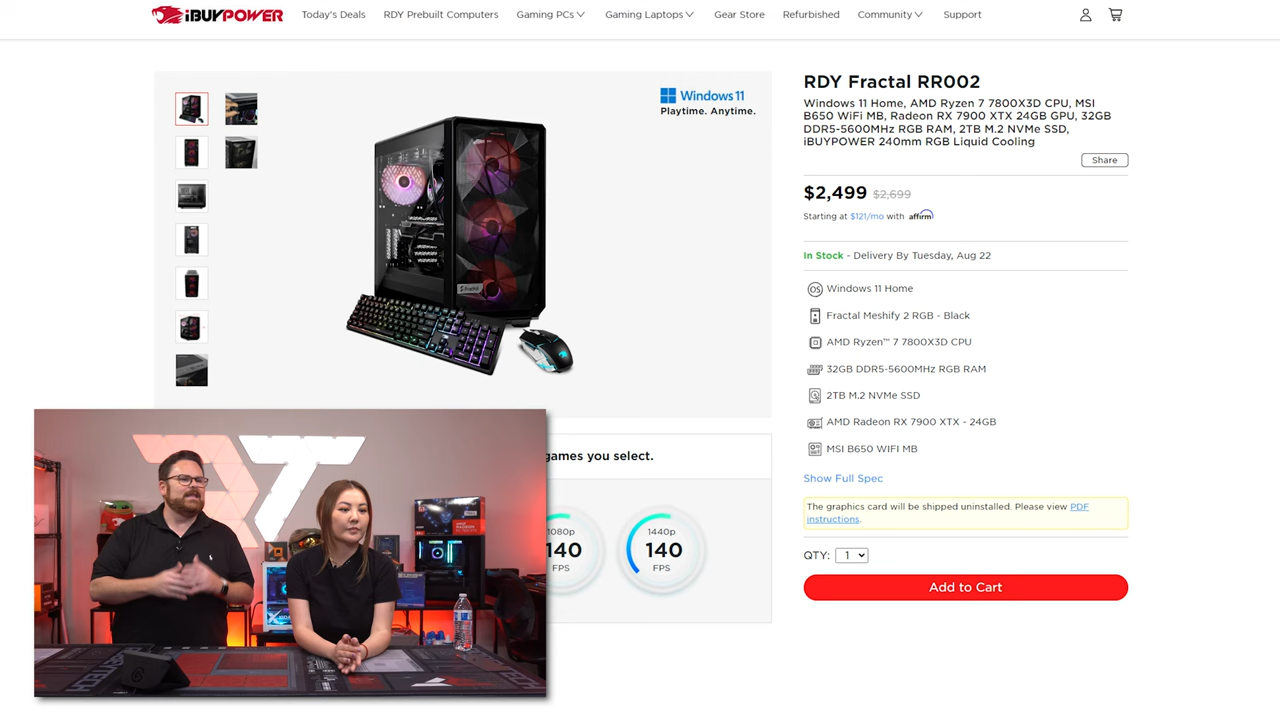 iBUYPOWER
Today's Deals
RDY Prebuilt Computers
Gaming PCs
Gaming Laptops
Gear Store
Refurbished
Community
Support
Windows 11
Playtime. Anytime.
RDY Fractal RR002
Windows 11 Home, AMD Ryzen 7 7800X3D CPU, MSI
B650 WiFi MB, Radeon RX 7900 XTX 24GB GPU, 32GB
DDR5-5600MHz RGB RAM, 2TB M.2 NVMe SSD,
iBUYPOWER 240mm RGB Liquid Cooling
Share
$2,499 $2,699
Starting at $121/mo with affirm
In Stock - Delivery By Tuesday, Aug 22
OS Windows 11 Home
Fractal Meshify 2 RGB - Black
AMD Ryzen™ 7 7800X3D CPU
32GB DDR5-5600MHz RGB RAM
2TB M.2 NVMe SSD
AMD Radeon RX 7900 XTX - 24GB
MSI B650 WIFI MB
Show Full Spec
The graphics card will be shipped uninstalled. Please view PDF
instructions.
QTY: 1
Add to Cart
games you select.
1080p
140
FPS
1440p
140
FPS